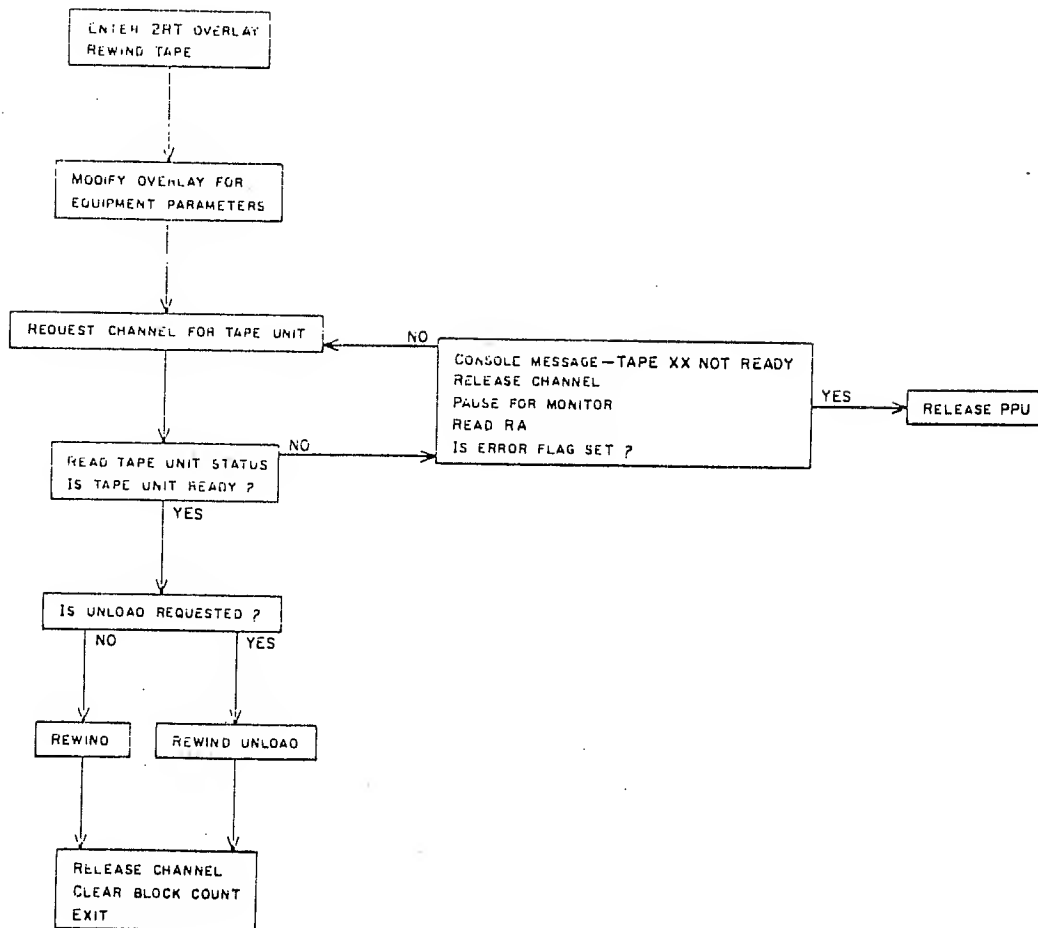 ENTER 2RT OVERLAY
REWIND TAPE
MODIFY OVERLAY FOR
EQUIPMENT PARAMETERS
REQUEST CHANNEL FOR TAPE UNIT
NO
CONSOLE MESSAGE—TAPE XX NOT READY
RELEASE CHANNEL
PAUSE FOR MONITOR
READ RA
IS ERROR FLAG SET ?
YES
RELEASE PPU
READ TAPE UNIT STATUS
IS TAPE UNIT READY ?
NO
YES
IS UNLOAD REQUESTED ?
NO
YES
REWIND
REWIND UNLOAD
RELEASE CHANNEL
CLEAR BLOCK COUNT
EXIT